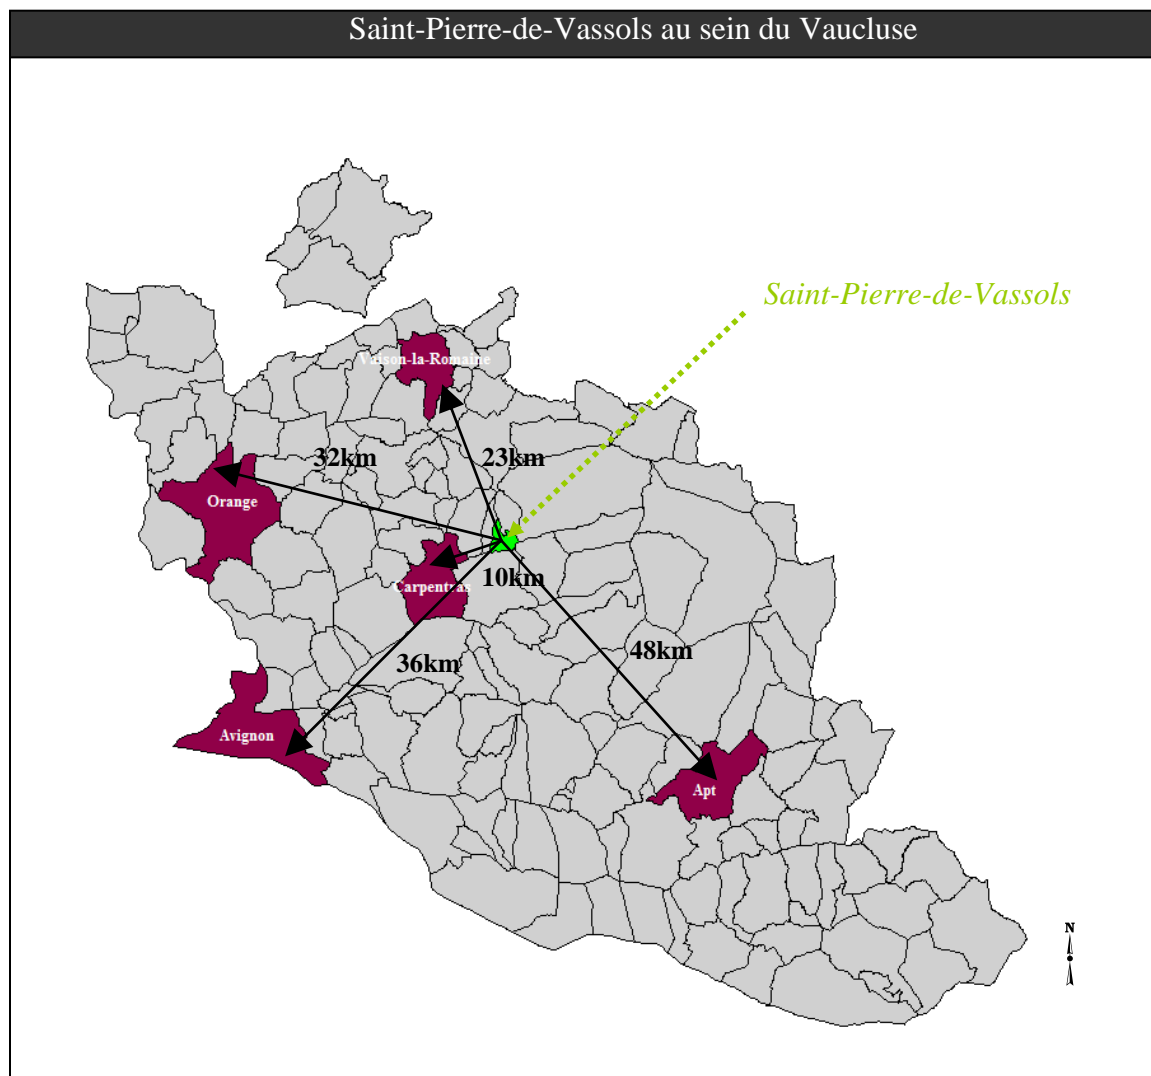 Saint-Pierre-de-Vassols au sein du Vaucluse
Saint-Pierre-de-Vassols
Vaison-la-Romaine
32km
23km
Orange
10km
Carpentras
36km
48km
Avignon
Apt
N